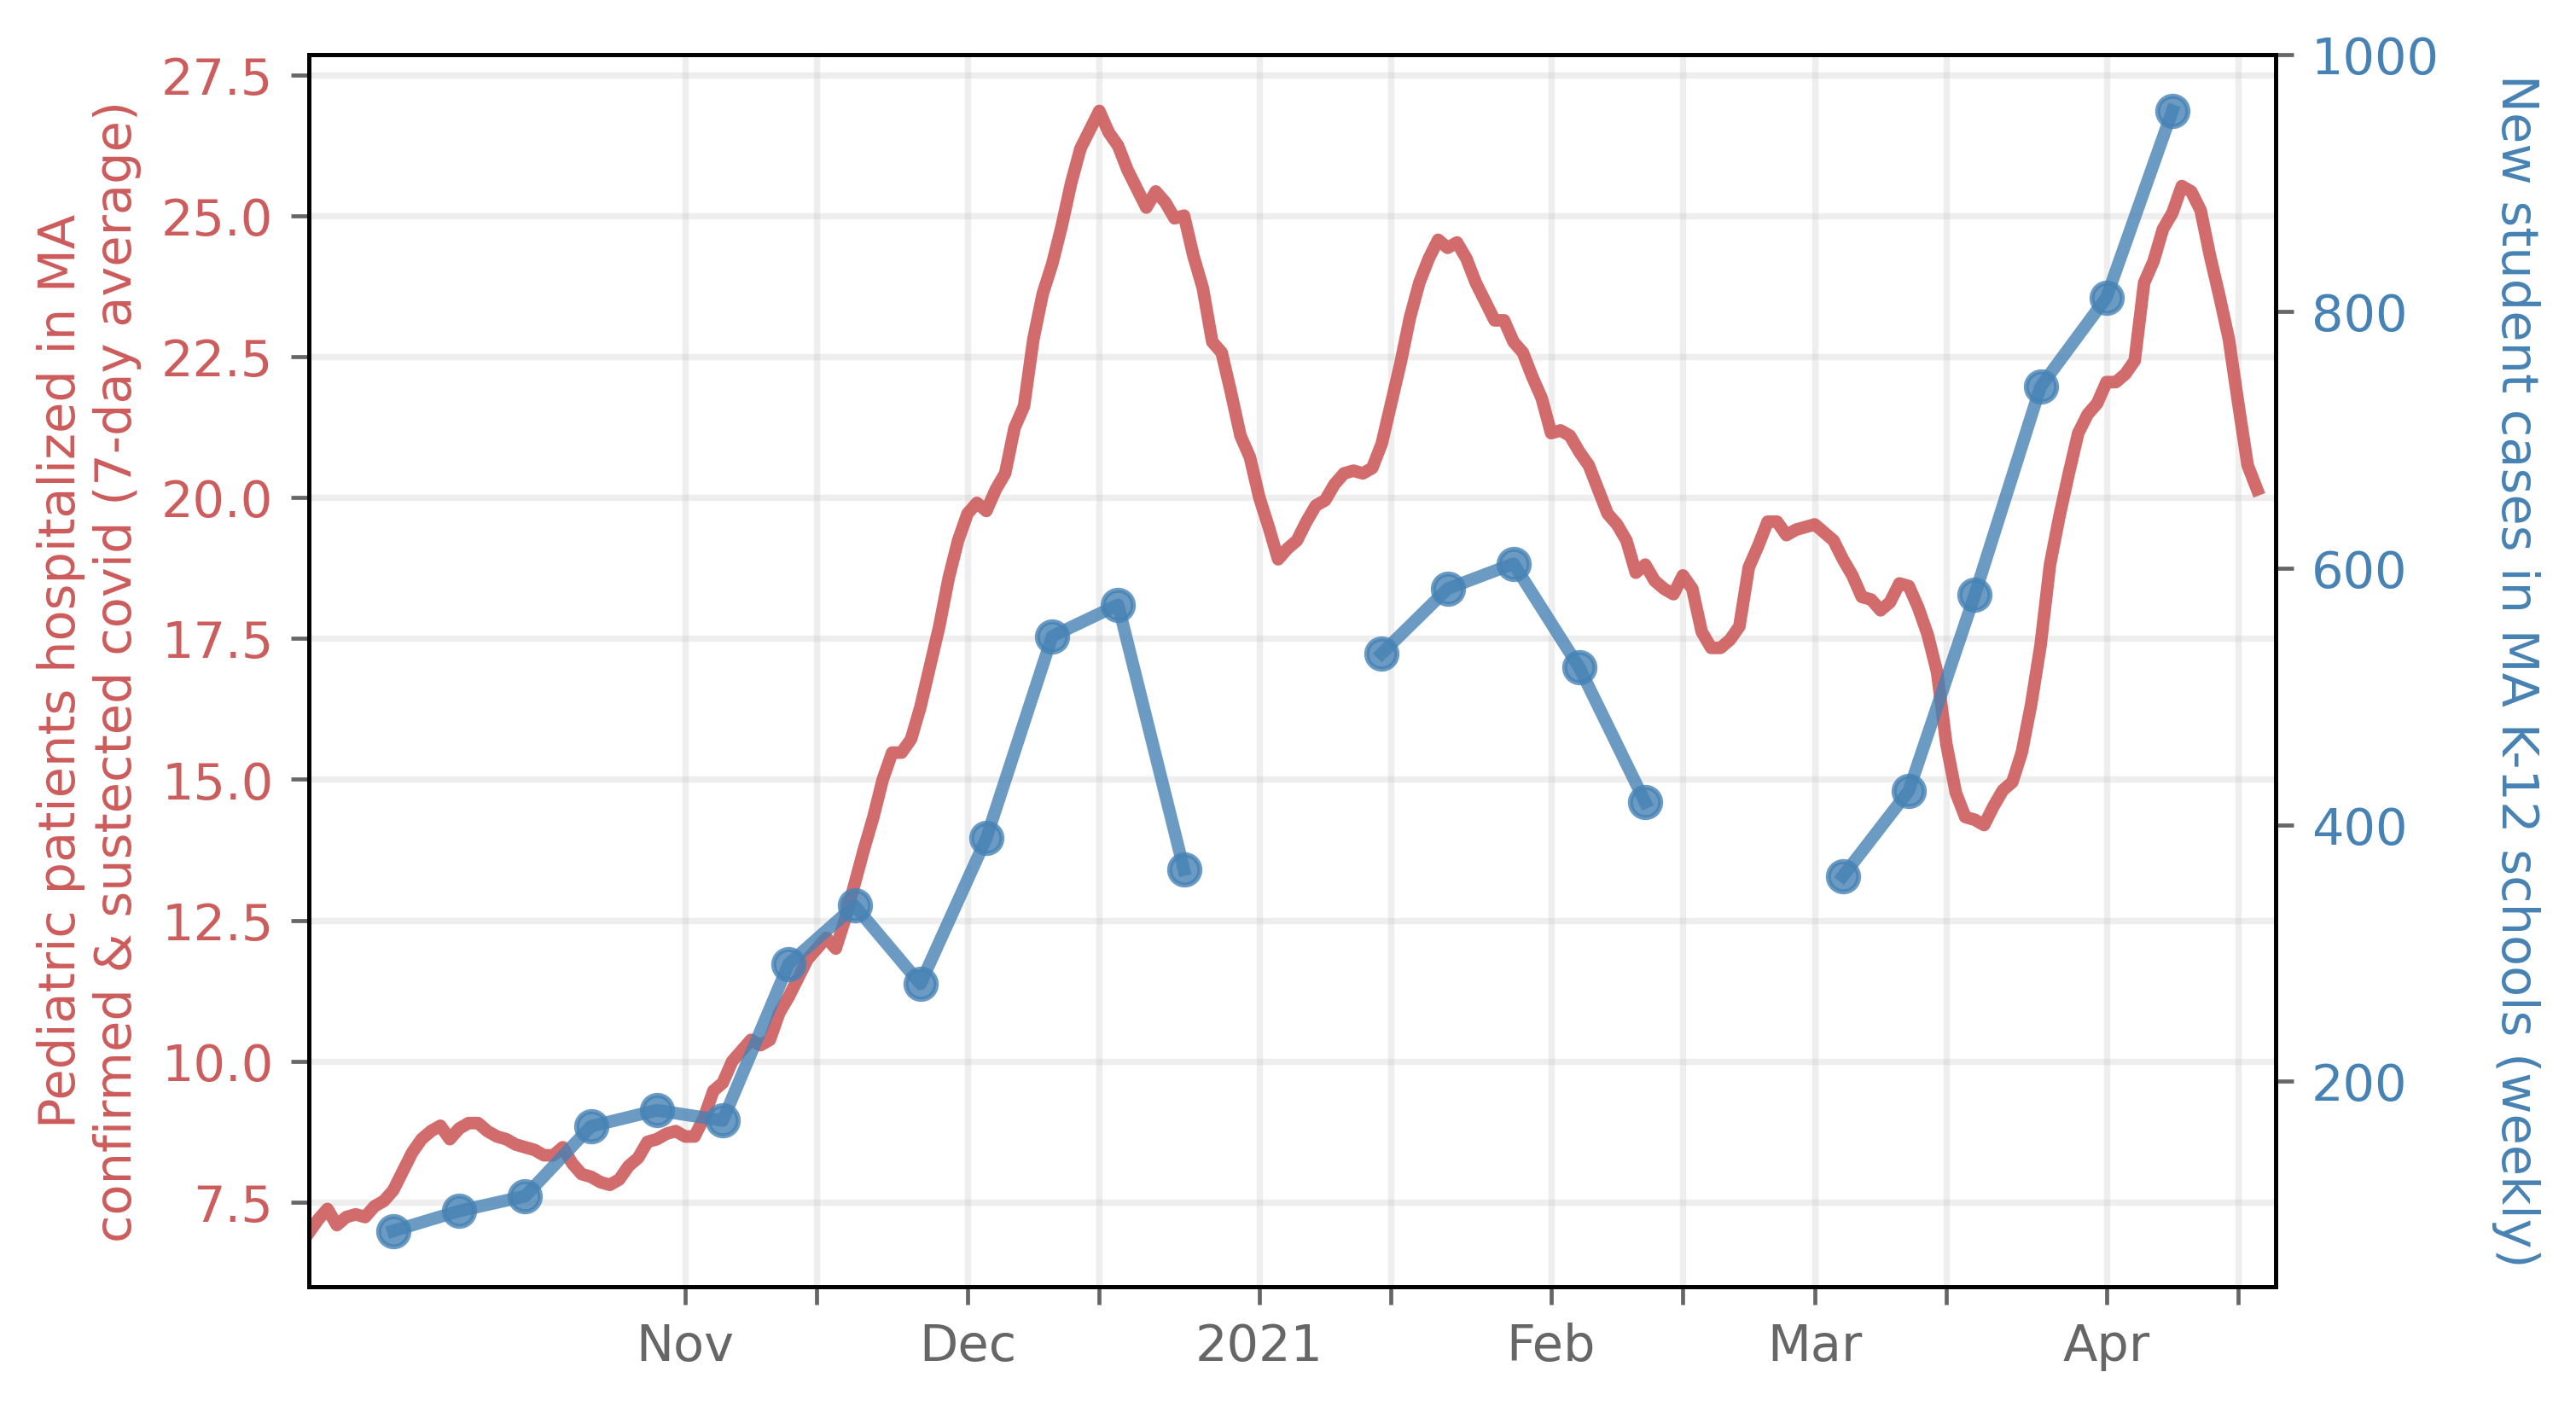 Pediatric patients hospitalized in MA
confirmed & sustected covid (7-day average)
27.5
25.0
22.5
20.0
17.5
15.0
12.5
10.0
7.5
Nov
Dec
2021
Feb
Mar
Apr
1000
800
600
400
200
New student cases in MA K-12 schools (weekly)